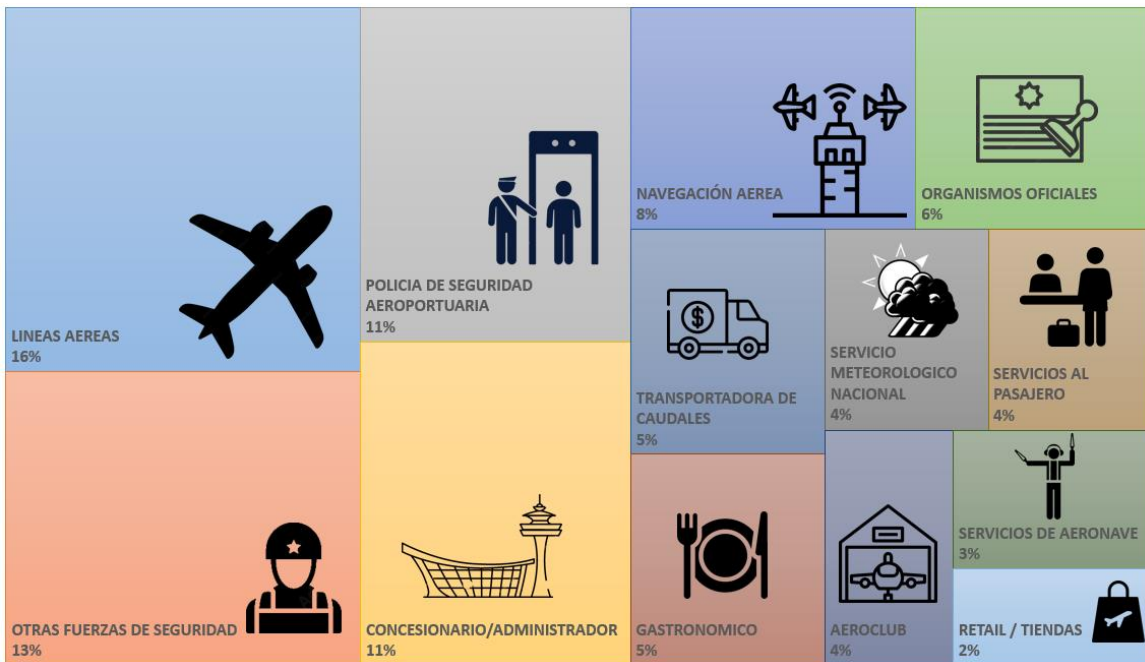 LINEAS AEREAS
16%
POLICIA DE SEGURIDAD
AEROPORTUARIA
11%
NAVEGACIÓN AEREA
8%
ORGANISMOS OFICIALES
6%
TRANSPORTADORA DE
CAUDALES
5%
SERVICIO
METEOROLOGICO
NACIONAL
4%
SERVICIOS AL
PASAJERO
4%
OTRAS FUERZAS DE SEGURIDAD
13%
CONCESIONARIO/ADMINISTRADOR
11%
GASTRONOMICO
5%
AEROCLUB
4%
SERVICIOS DE AERONAVE
3%
RETAIL / TIENDAS
2%